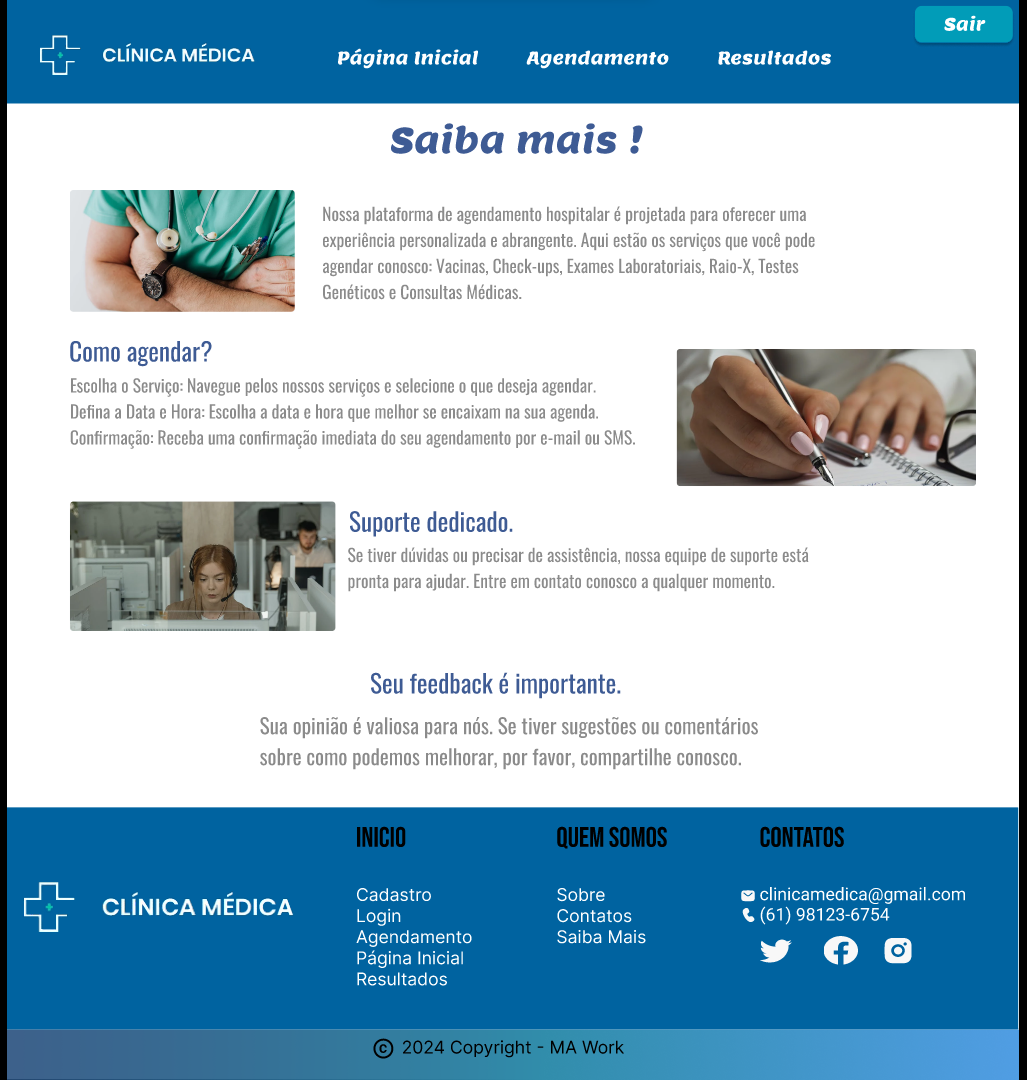 Sair
CLÍNICA MÉDICA
Página Inicial
Agendamento
Resultados
Saiba mais !
Nossa plataforma de agendamento hospitalar é projetada para oferecer uma
experiência personalizada e abrangente. Aqui estão os serviços que você pode
agendar conosco: Vacinas, Check-ups, Exames Laboratoriais, Raio-X, Testes
Genéticos e Consultas Médicas.
Como agendar?
Escolha o Serviço: Navegue pelos nossos serviços e selecione o que deseja agendar.
Defina a Data e Hora: Escolha a data e hora que melhor se encaixam na sua agenda.
Confirmação: Receba uma confirmação imediata do seu agendamento por e-mail ou SMS.
Suporte dedicado.
Se tiver dúvidas ou precisar de assistência, nossa equipe de suporte está
pronta para ajudar. Entre em contato conosco a qualquer momento.
Seu feedback é importante.
Sua opinião é valiosa para nós. Se tiver sugestões ou comentários
sobre como podemos melhorar, por favor, compartilhe conosco.
CLÍNICA MÉDICA
INICIO
Cadastro
Login
Agendamento
Página Inicial
Resultados
QUEM SOMOS
Sobre
Contatos
Saiba Mais
CONTATOS
clinicamedica@gmail.com
(61) 98123-6754
© 2024 Copyright - MA Work